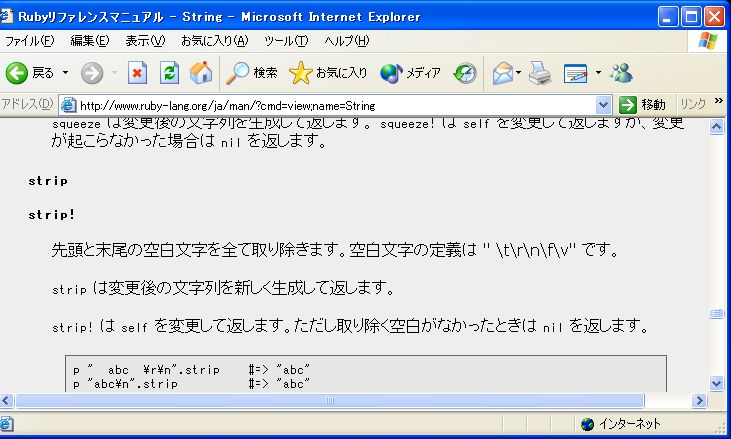 Rubyリファレンスマニュアル - String - Microsoft Internet Explorer
ファイル(F) 編集(E) 表示(V) お気に入り(A) ツール(T) ヘルプ(H)
戻る 検索 お気に入り メディア
アドレス(D) http://www.ruby-lang.org/ja/man/?cmd=view;name=String 移動 リンク »
squeeze は変更後の文字列を生成して返します。 squeeze! は self を変更して返しますが、変更
が起こらなかった場合は nil を返します。
strip
strip!
先頭と末尾の空白文字を全て取り除きます。空白文字の定義は " \t\r\n\f\v" です。
strip は変更後の文字列を新しく生成して返します。
strip! は self を変更して返します。ただし取り除く空白がなかったときは nil を返します。
p "  abc  ¥r¥n".strip   #=> "abc"
p "abc¥n".strip         #=> "abc"
インターネット